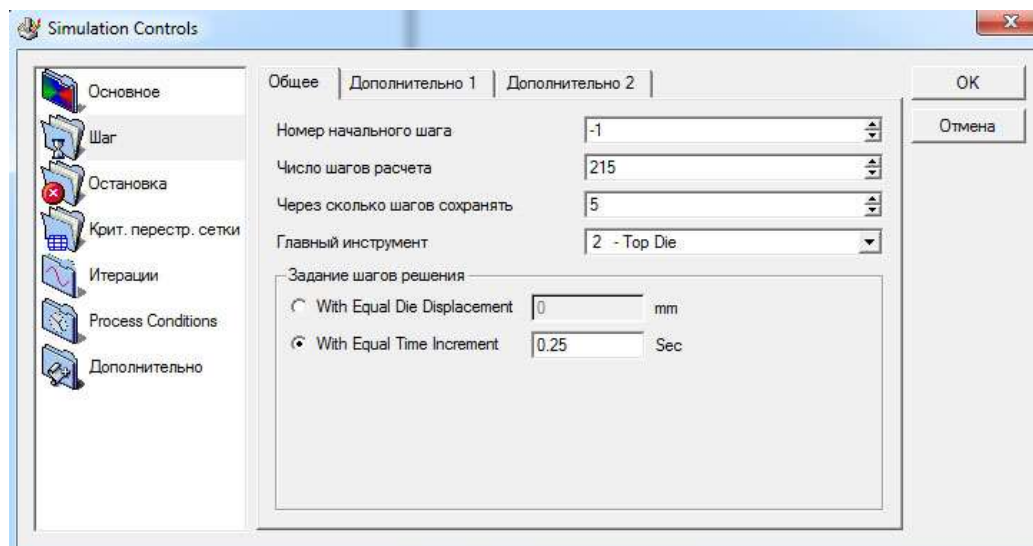 Simulation Controls
Основное
Шаг
Остановка
Крит. перестр. сетки
Итерации
Process Conditions
Дополнительно
Общее
Дополнительно 1
Дополнительно 2
Номер начального шага
-1
Число шагов расчета
215
Через сколько шагов сохранять
5
Главный инструмент
2 - Top Die
Задание шагов решения
With Equal Die Displacement
0
mm
With Equal Time Increment
0.25
Sec
OK
Отмена